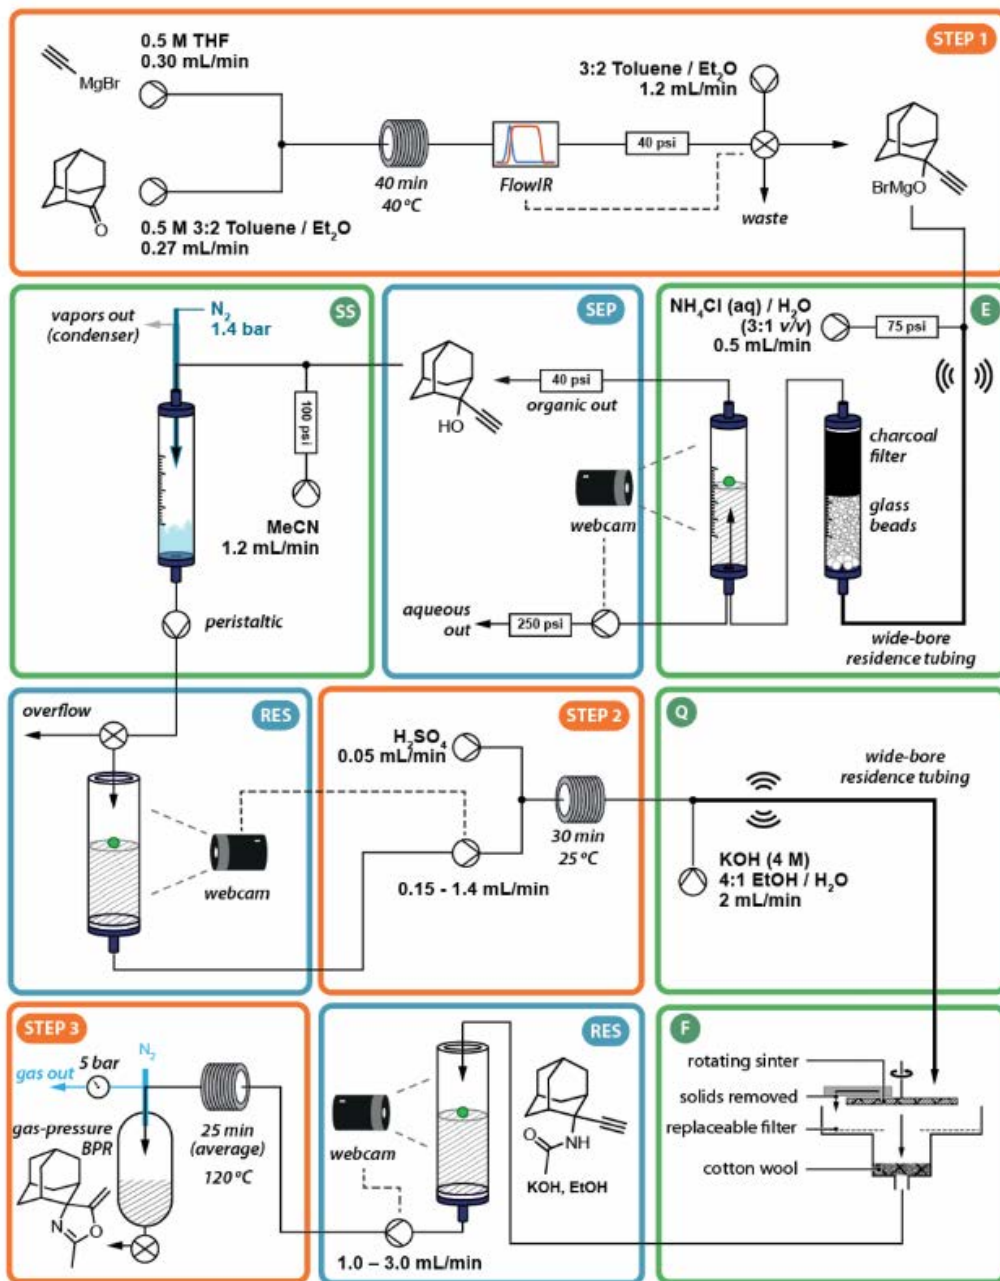 STEP 1
0.5 M THF
0.30 mL/min
MgBr
O
0.5 M 3:2 Toluene / Et₂O
0.27 mL/min
40 min
40 ºC
FlowIR
40 psi
3:2 Toluene / Et₂O
1.2 mL/min
waste
BrMgO
SS
vapors out
(condenser)
N₂
1.4 bar
100 psi
MeCN
1.2 mL/min
peristaltic
SEP
HO
40 psi
organic out
webcam
aqueous
out
250 psi
E
NH₄Cl (aq) / H₂O
(3:1 v/v)
0.5 mL/min
75 psi
charcoal
filter
glass
beads
wide-bore
residence tubing
RES
overflow
webcam
STEP 2
H₂SO₄
0.05 mL/min
30 min
25 ºC
0.15 - 1.4 mL/min
Q
wide-bore
residence tubing
KOH (4 M)
4:1 EtOH / H₂O
2 mL/min
STEP 3
N₂
5 bar
gas out
gas-pressure
BPR
25 min
(average)
120 ºC
N
O
RES
webcam
O
NH
KOH, EtOH
1.0 – 3.0 mL/min
F
rotating sinter
solids removed
replaceable filter
cotton wool